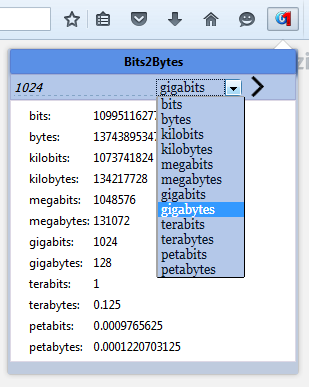 Bits2Bytes
1024 gigabits
bits
bytes
kilobits
kilobytes
megabits
megabytes
gigabits
gigabytes
terabits
terabytes
petabits
petabytes
bits:
bytes:
kilobits: 1073741824
kilobytes: 134217728
megabits: 1048576
megabytes: 131072
gigabits: 1024
gigabytes: 128
terabits: 1
terabytes: 0.125
petabits: 0.0009765625
petabytes: 0.0001220703125